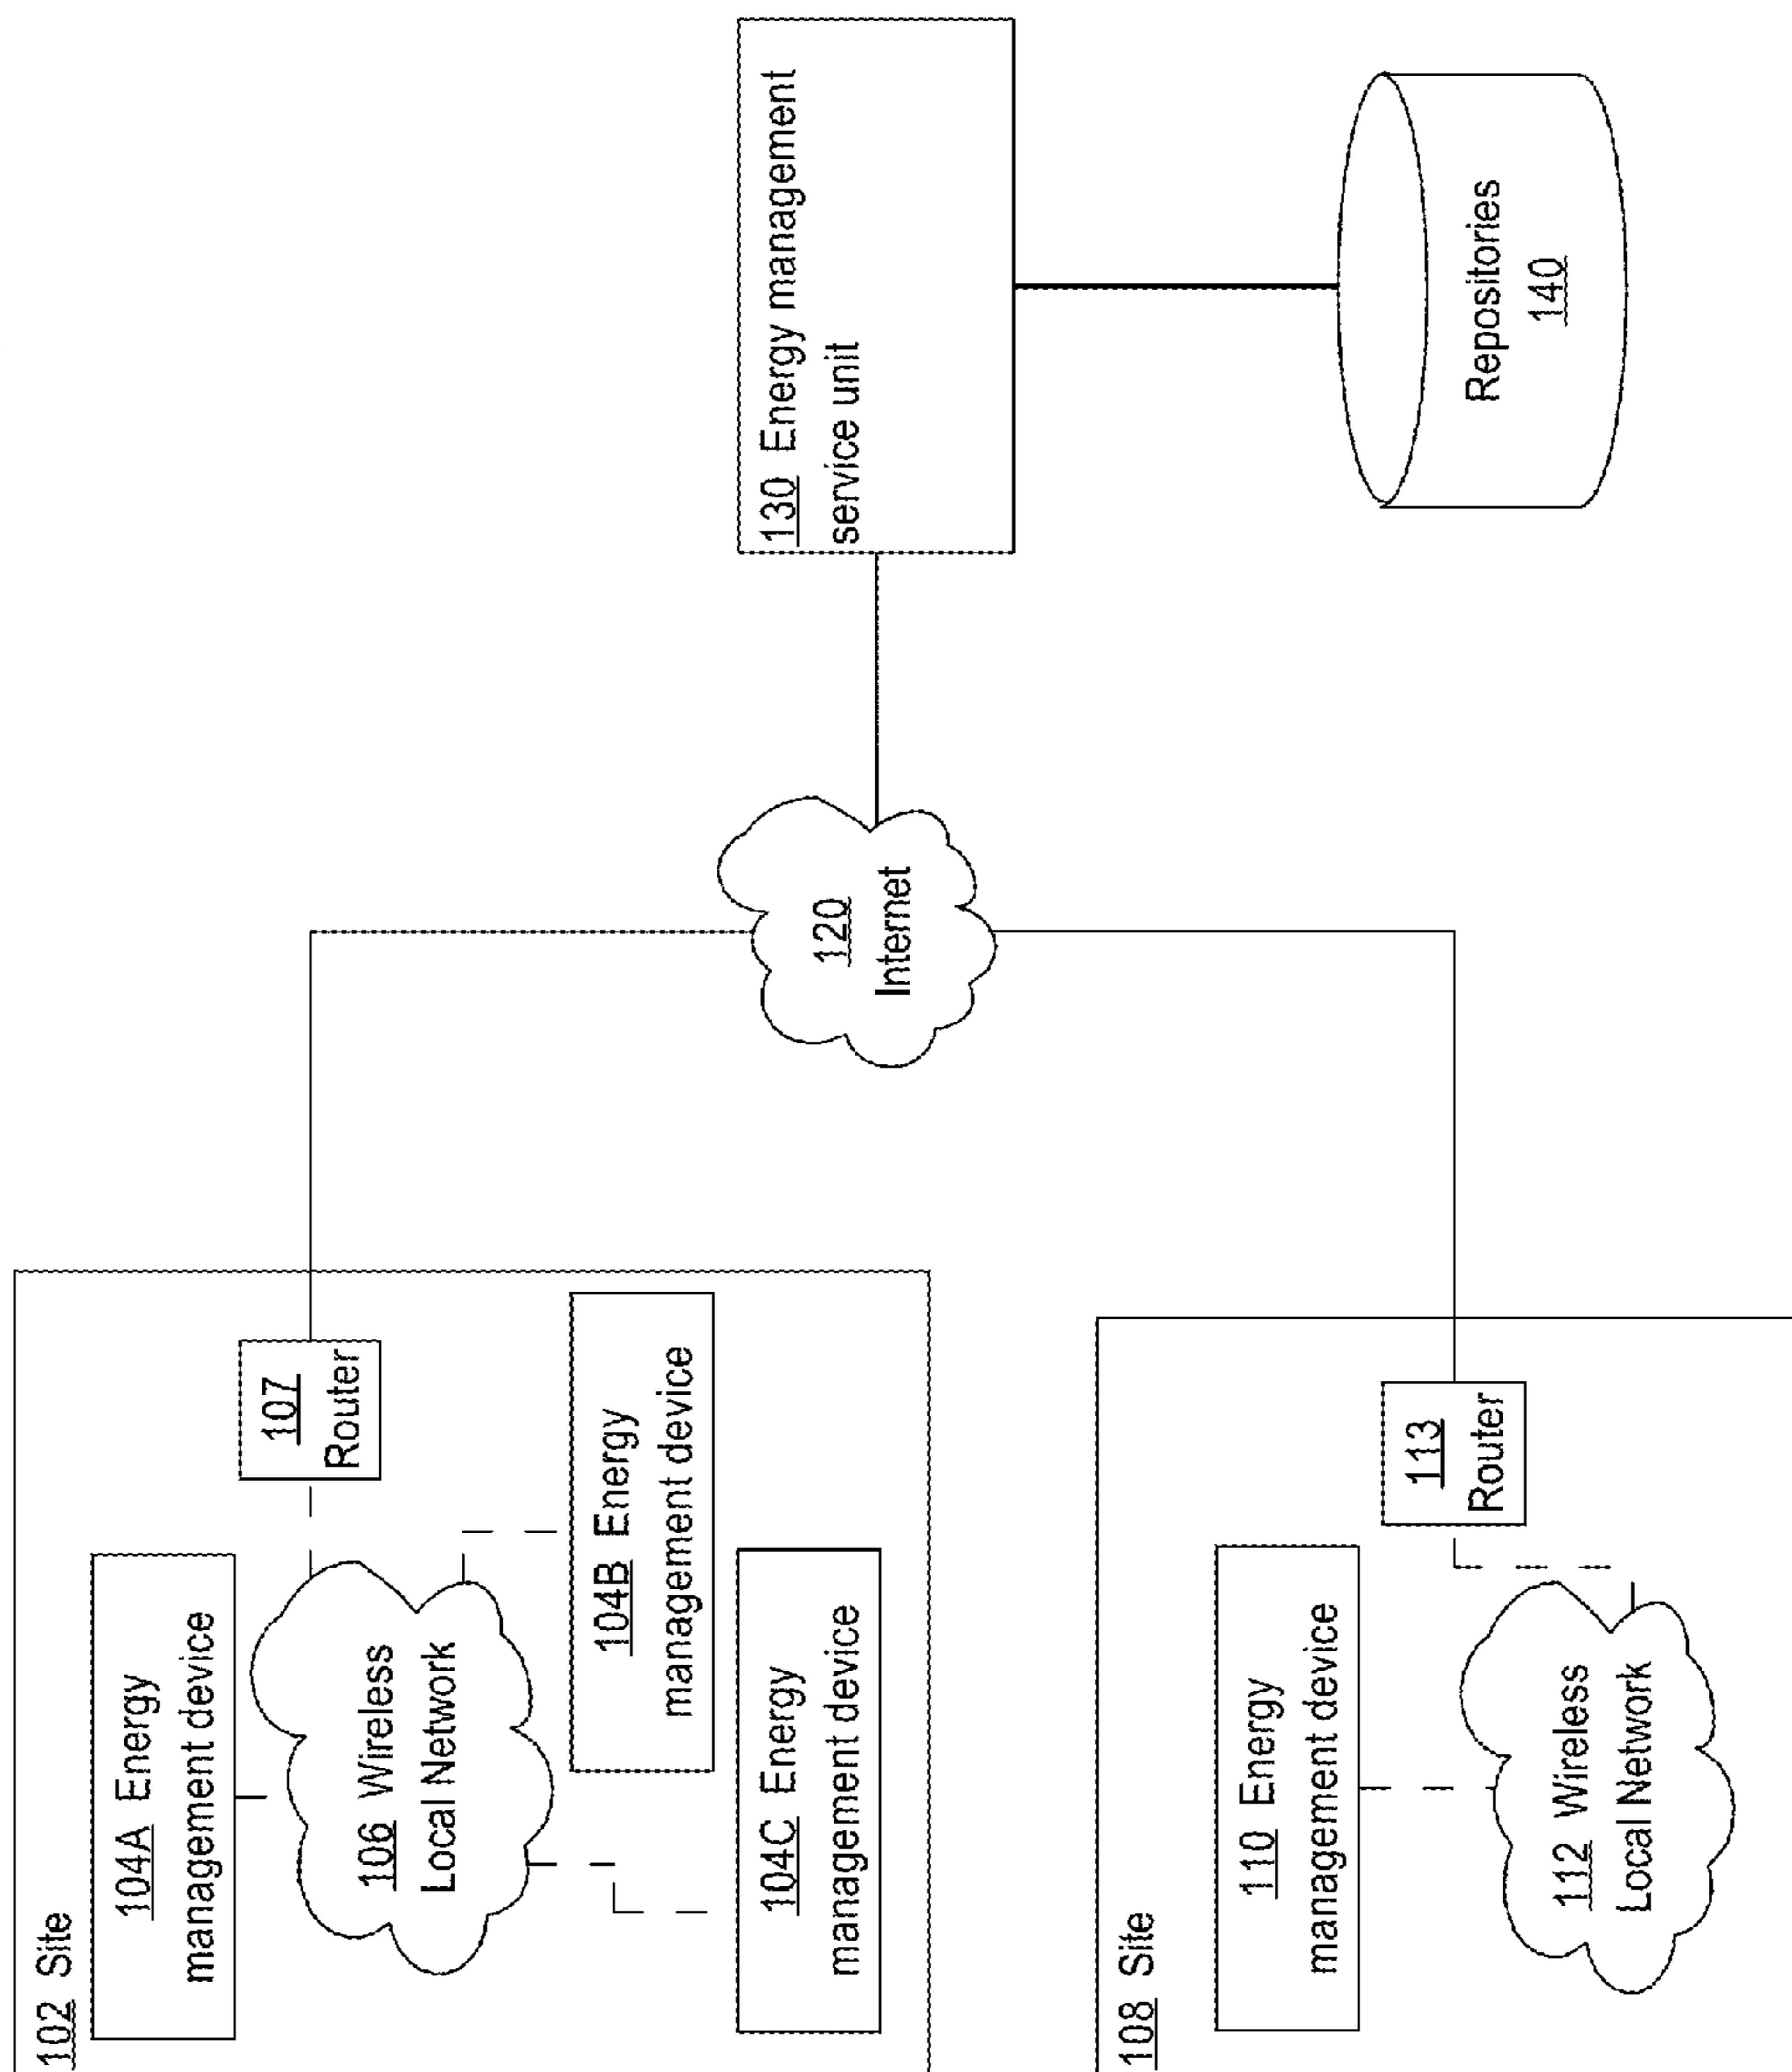 102 Site
104A Energy
management device
106 Wireless
Local Network
107
Router
104B Energy
management device
104C Energy
management device
108 Site
110 Energy
management device
112 Wireless
Local Network
113
Router
120
Internet
130 Energy management
service unit
Repositories
140